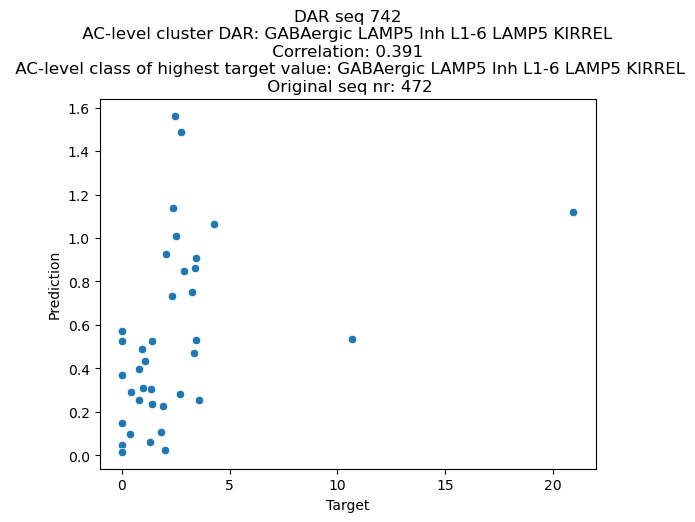 DAR seq 742
AC-level cluster DAR: GABAergic LAMP5 Inh L1-6 LAMP5 KIRREL
Correlation: 0.391
AC-level class of highest target value: GABAergic LAMP5 Inh L1-6 LAMP5 KIRREL
Original seq nr: 472
1.6
1.4
1.2
1.0
0.8
0.6
0.4
0.2
0.0
Prediction
0 5 10 15 20
Target